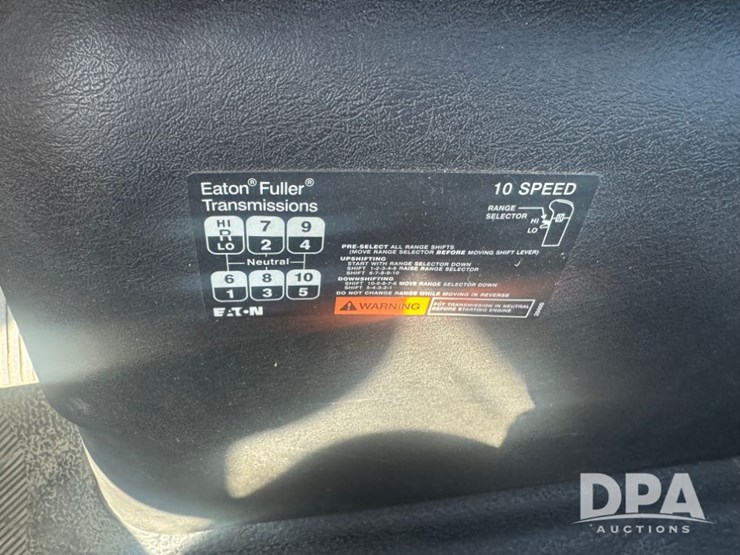 Eaton® Fuller®
Transmissions
10 SPEED
RANGE
SELECTOR
HI
LO
HI 7 9
R
LO 2 4
Neutral
6 8 10
1 3 5
EATON
PRE-SELECT ALL RANGE SHIFTS
(MOVE RANGE SELECTOR BEFORE MOVING SHIFT LEVER)
UPSHIFTING
START WITH RANGE SELECTOR DOWN
SHIFT 1-2-3-4-5 RAISE RANGE SELECTOR
SHIFT 6-7-8-9-10
DOWNSHIFTING
SHIFT 10-9-8-7-6 MOVE RANGE SELECTOR DOWN
SHIFT 5-4-3-2-1
DO NOT CHANGE RANGE WHILE MOVING IN REVERSE
WARNING
PUT TRANSMISSION IN NEUTRAL
BEFORE STARTING ENGINE
DPA
AUCTIONS